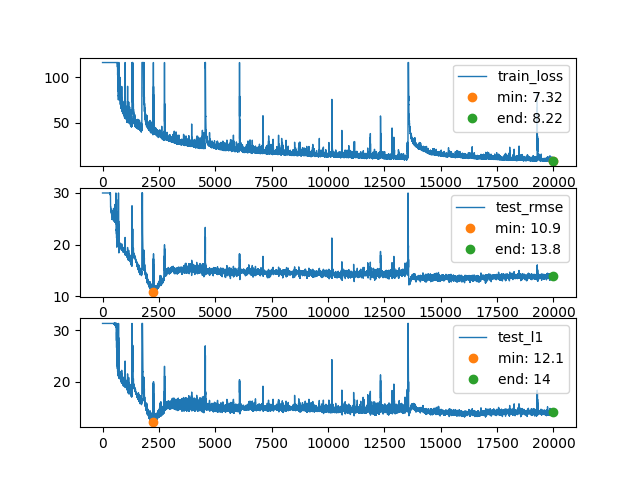 100
50
train_loss
min: 7.32
end: 8.22
0 2500 5000 7500 10000 12500 15000 17500 20000
30
20
10
test_rmse
min: 10.9
end: 13.8
0 2500 5000 7500 10000 12500 15000 17500 20000
30
20
test_l1
min: 12.1
end: 14
0 2500 5000 7500 10000 12500 15000 17500 20000